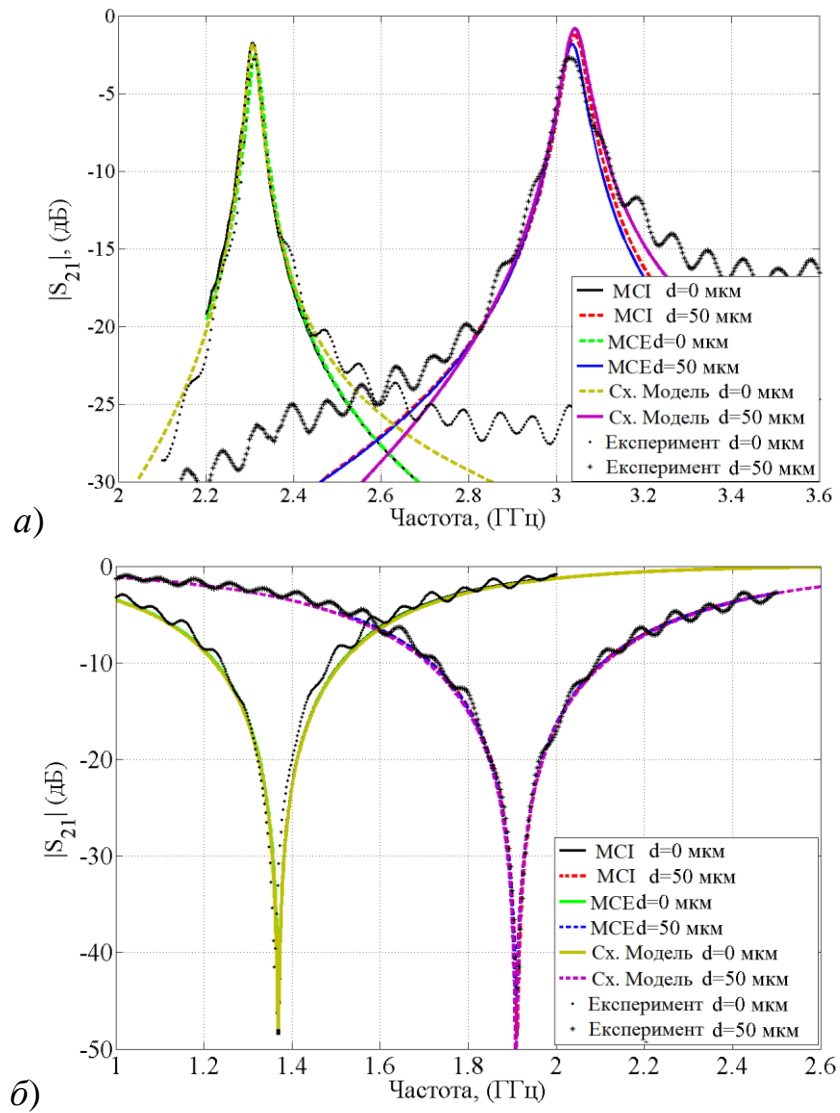 0
-5
-10
-15
-20
-25
-30
|S21|, (дБ)
MCI d=0 мкм
MCI d=50 мкм
MCEd=0 мкм
MCEd=50 мкм
Сх. Модель d=0 мкм
Сх. Модель d=50 мкм
Експеримент d=0 мкм
Експеримент d=50 мкм
2 2.2 2.4 2.6 2.8 3 3.2 3.4 3.6
Частота, (ГГц)
а)
0
-10
-20
-30
-40
-50
|S21| (дБ)
MCI d=0 мкм
MCI d=50 мкм
MCEd=0 мкм
MCEd=50 мкм
Сх. Модель d=0 мкм
Сх. Модель d=50 мкм
Експеримент d=0 мкм
Експеримент d=50 мкм
1 1.2 1.4 1.6 1.8 2 2.2 2.4 2.6
Частота, (ГГц)
б)